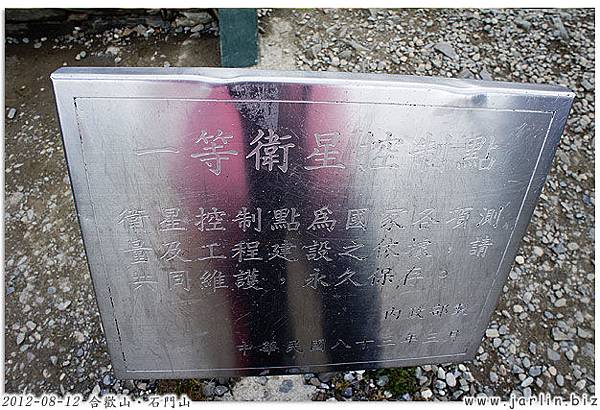 一等衛星控制點
衛星控制點為國家各項測
量及工程建設之依據 請
共同維護，永久保存。
內政部製
中華民國八十二年三月
2012-08-12 合歡山‧石門山
www.jarlin.biz